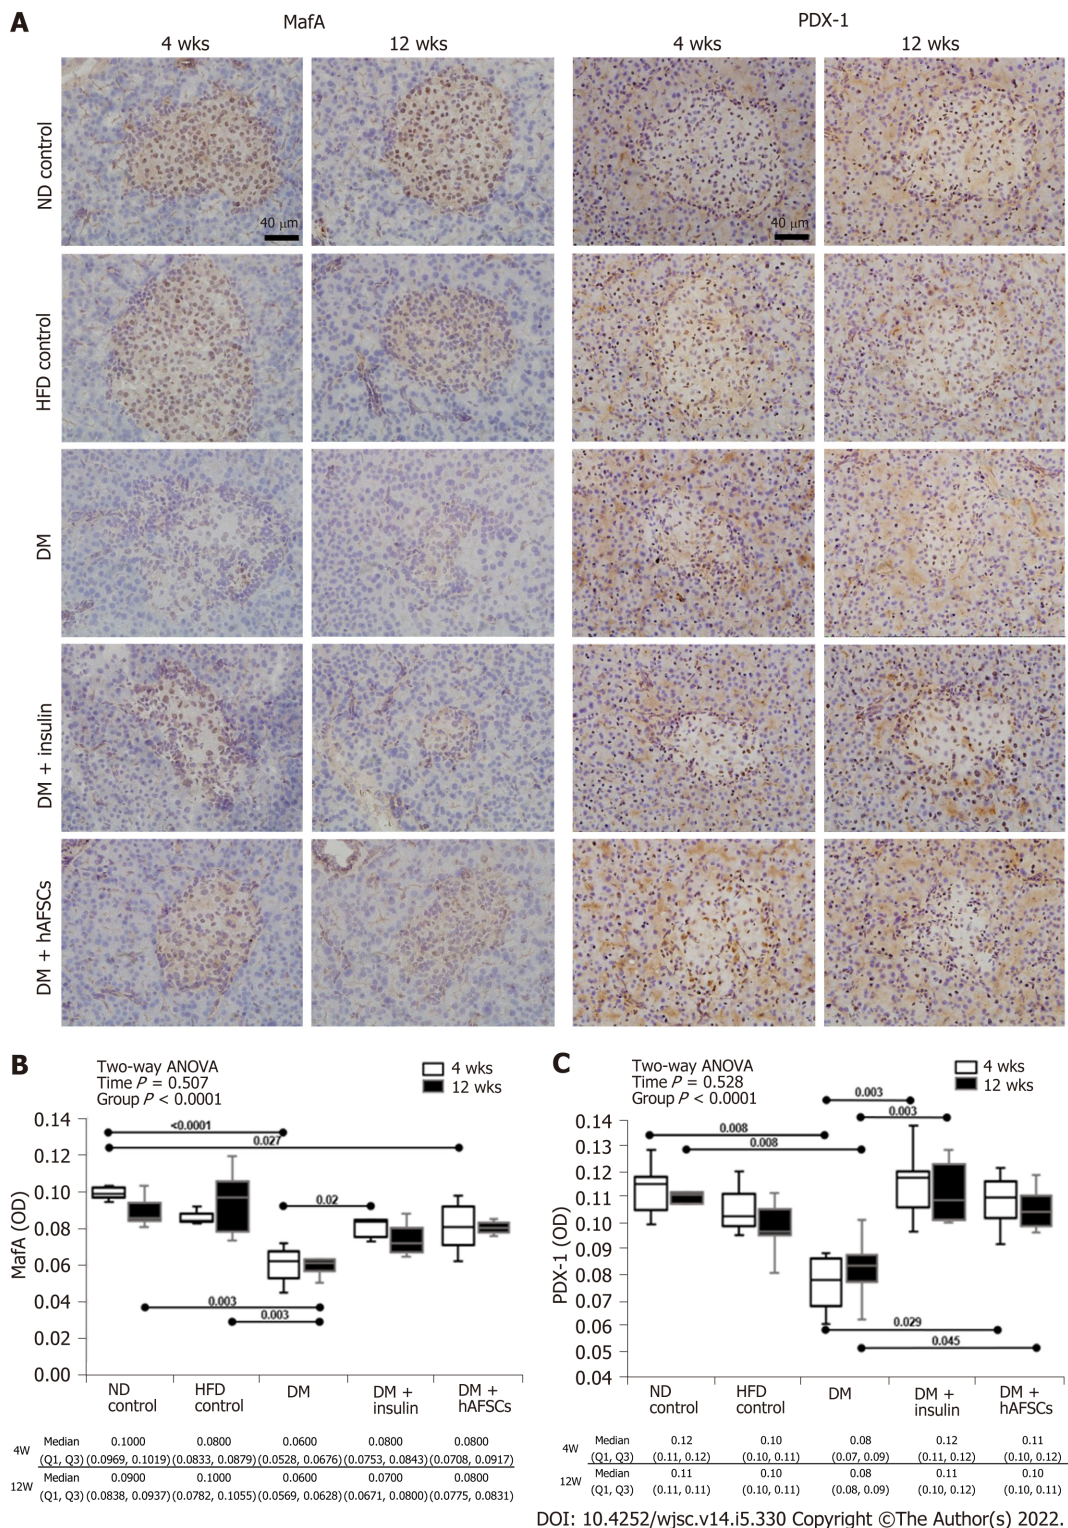 A
MafA
PDX-1
4 wks
12 wks
4 wks
12 wks
ND control
40 μm
40 μm
HFD control
DM
DM + insulin
DM + hAFSCs
B
Two-way ANOVA
Time P = 0.507
Group P < 0.0001
4 wks
12 wks
MafA (OD)
0.14
0.12
0.10
0.08
0.06
0.04
0.02
0.00
<0.0001
0.027
0.02
0.003
0.003
ND control
HFD control
DM
DM + insulin
DM + hAFSCs
4W
Median 0.1000 0.0800 0.0600 0.0800 0.0800
(Q1, Q3) (0.0969, 0.1019) (0.0833, 0.0879) (0.0528, 0.0676) (0.0753, 0.0843) (0.0708, 0.0917)
12W
Median 0.0900 0.1000 0.0600 0.0700 0.0800
(Q1, Q3) (0.0838, 0.0937) (0.0782, 0.1055) (0.0569, 0.0628) (0.0671, 0.0800) (0.0775, 0.0831)
C
Two-way ANOVA
Time P = 0.528
Group P < 0.0001
4 wks
12 wks
PDX-1 (OD)
0.14
0.13
0.12
0.11
0.10
0.09
0.08
0.07
0.06
0.05
0.04
0.003
0.003
0.008
0.008
0.029
0.045
ND control
HFD control
DM
DM + insulin
DM + hAFSCs
4W
Median 0.12 0.10 0.08 0.12 0.11
(Q1, Q3) (0.11, 0.12) (0.10, 0.11) (0.07, 0.09) (0.11, 0.12) (0.10, 0.12)
12W
Median 0.11 0.10 0.08 0.11 0.10
(Q1, Q3) (0.11, 0.11) (0.10, 0.11) (0.08, 0.09) (0.10, 0.12) (0.10, 0.11)
DOI: 10.4252/wjsc.v14.i5.330 Copyright ©The Author(s) 2022.